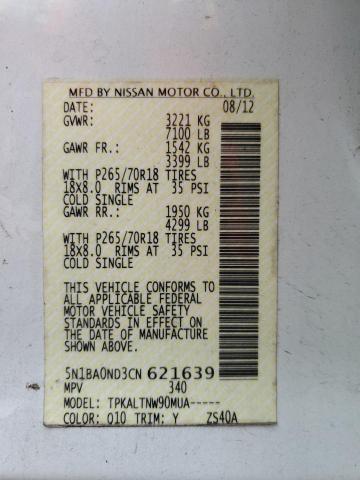 MFD BY NISSAN MOTOR CO., LTD.
DATE: 08/12
GVWR: 3221 KG
7100 LB
GAWR FR.: 1542 KG
3399 LB
WITH P265/70R18 TIRES
18X8.0 RIMS AT 35 PSI
COLD SINGLE
GAWR RR.: 1950 KG
4299 LB
WITH P265/70R18 TIRES
18X8.0 RIMS AT 35 PSI
COLD SINGLE
THIS VEHICLE CONFORMS TO
ALL APPLICABLE FEDERAL
MOTOR VEHICLE SAFETY
STANDARDS IN EFFECT ON
THE DATE OF MANUFACTURE
SHOWN ABOVE.
5N1BA0ND3CN 621639
MPV 340
MODEL: TPKALTNW90MUA-----
COLOR: 010 TRIM: Y ZS40A